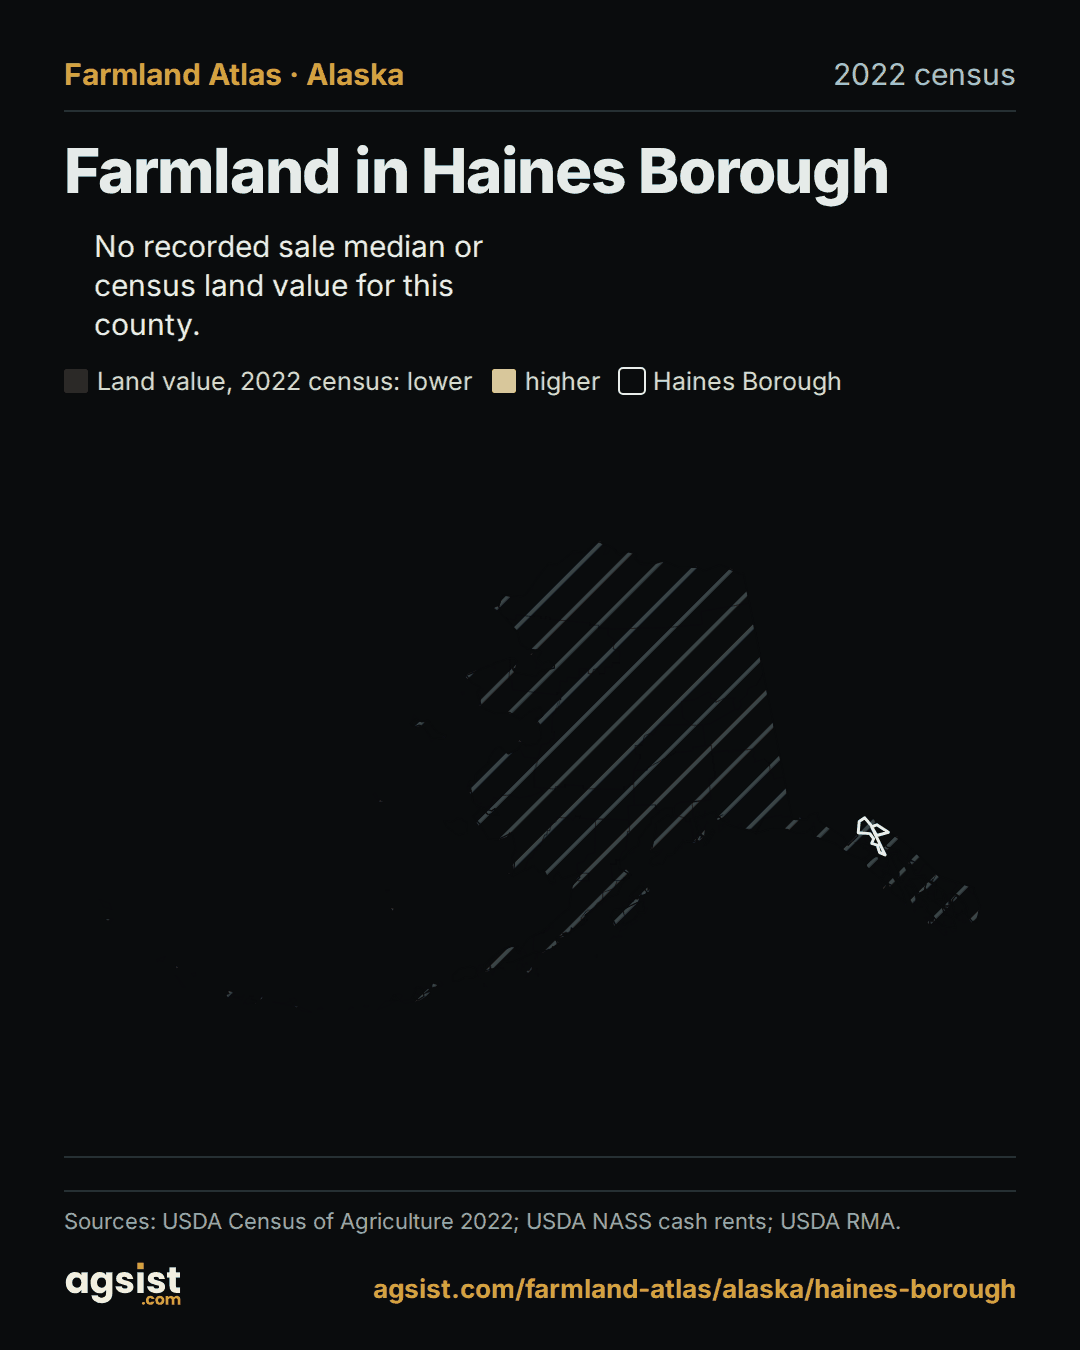 Farmland Atlas · Alaska
2022 census
Farmland in Haines Borough
No recorded sale median or
census land value for this
county.
Land value, 2022 census: lower higher Haines Borough
Sources: USDA Census of Agriculture 2022; USDA NASS cash rents; USDA RMA.
agsist
.com
agsist.com/farmland-atlas/alaska/haines-borough